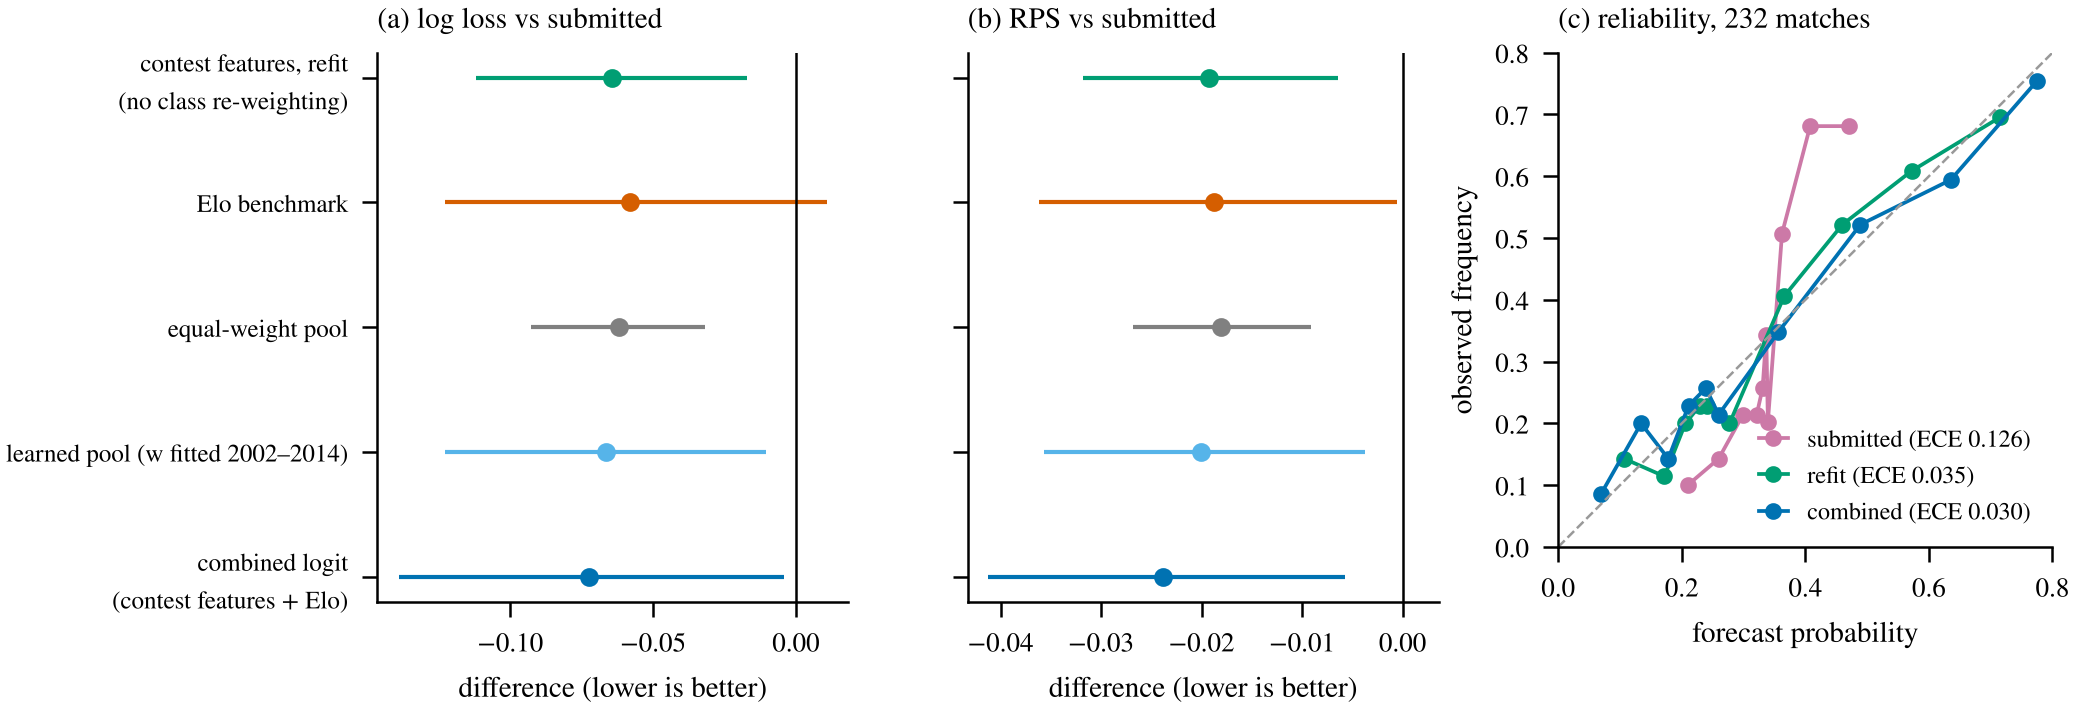 (a) log loss vs submitted
contest features, refit
(no class re-weighting)
Elo benchmark
equal-weight pool
learned pool (w fitted 2002–2014)
combined logit
(contest features + Elo)
−0.10 −0.05 0.00
difference (lower is better)
(b) RPS vs submitted
−0.04 −0.03 −0.02 −0.01 0.00
difference (lower is better)
(c) reliability, 232 matches
observed frequency
0.8
0.7
0.6
0.5
0.4
0.3
0.2
0.1
0.0
submitted (ECE 0.126)
refit (ECE 0.035)
combined (ECE 0.030)
0.0 0.2 0.4 0.6 0.8
forecast probability